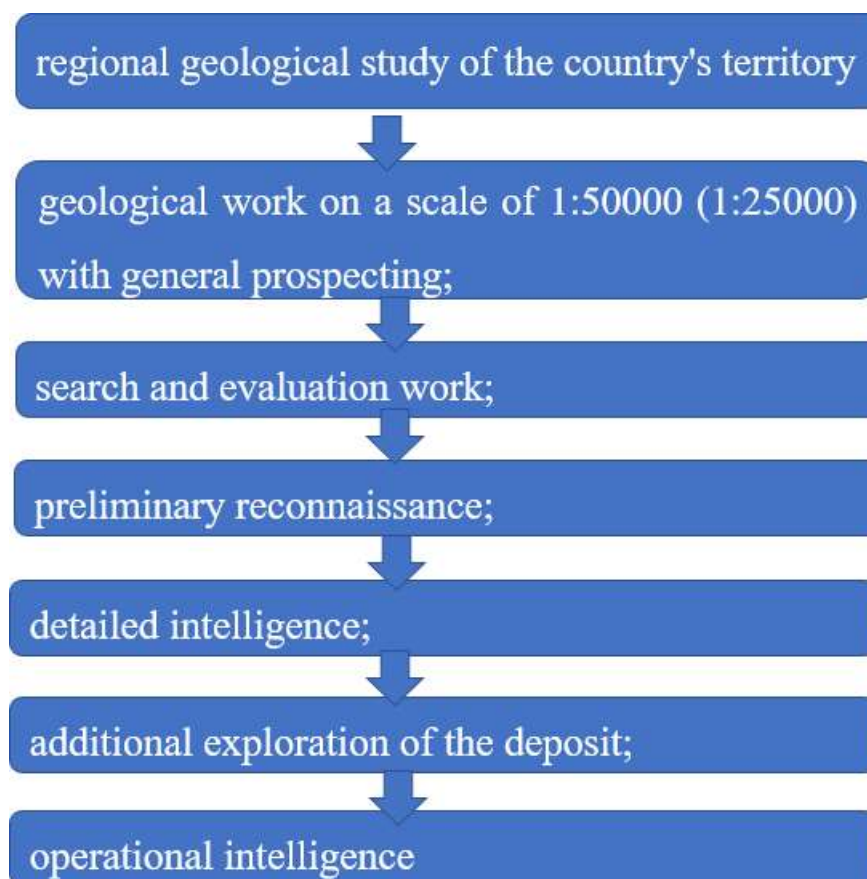 regional geological study of the country's territory
geological work on a scale of 1:50000 (1:25000)
with general prospecting;
search and evaluation work;
preliminary reconnaissance;
detailed intelligence;
additional exploration of the deposit;
operational intelligence